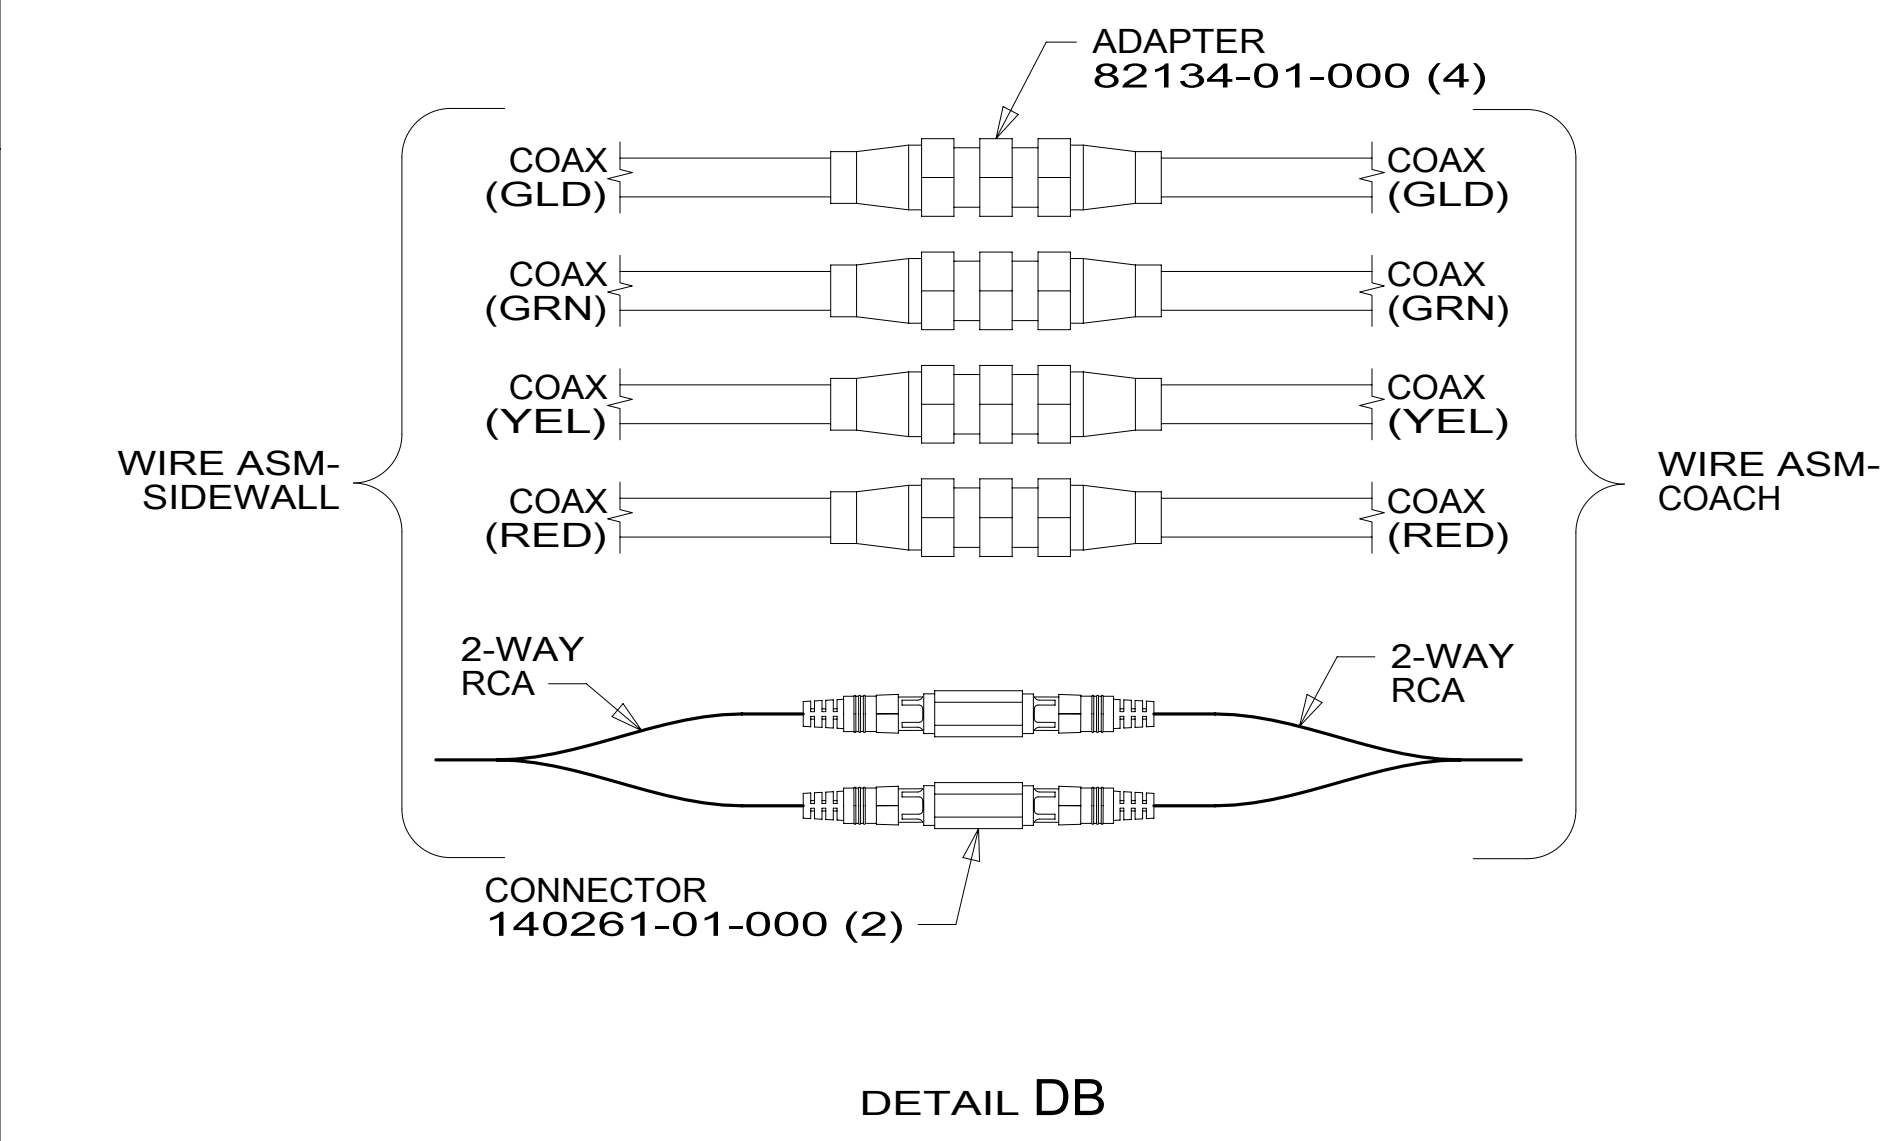 ADAPTER
82134-01-000 (4)
COAX
(GLD)
COAX
(GLD)
COAX
(GRN)
COAX
(GRN)
COAX
(YEL)
COAX
(YEL)
WIRE ASM-
SIDEWALL
WIRE ASM-
COACH
COAX
(RED)
COAX
(RED)
2-WAY
RCA
2-WAY
RCA
CONNECTOR
140261-01-000 (2)
DETAIL DB